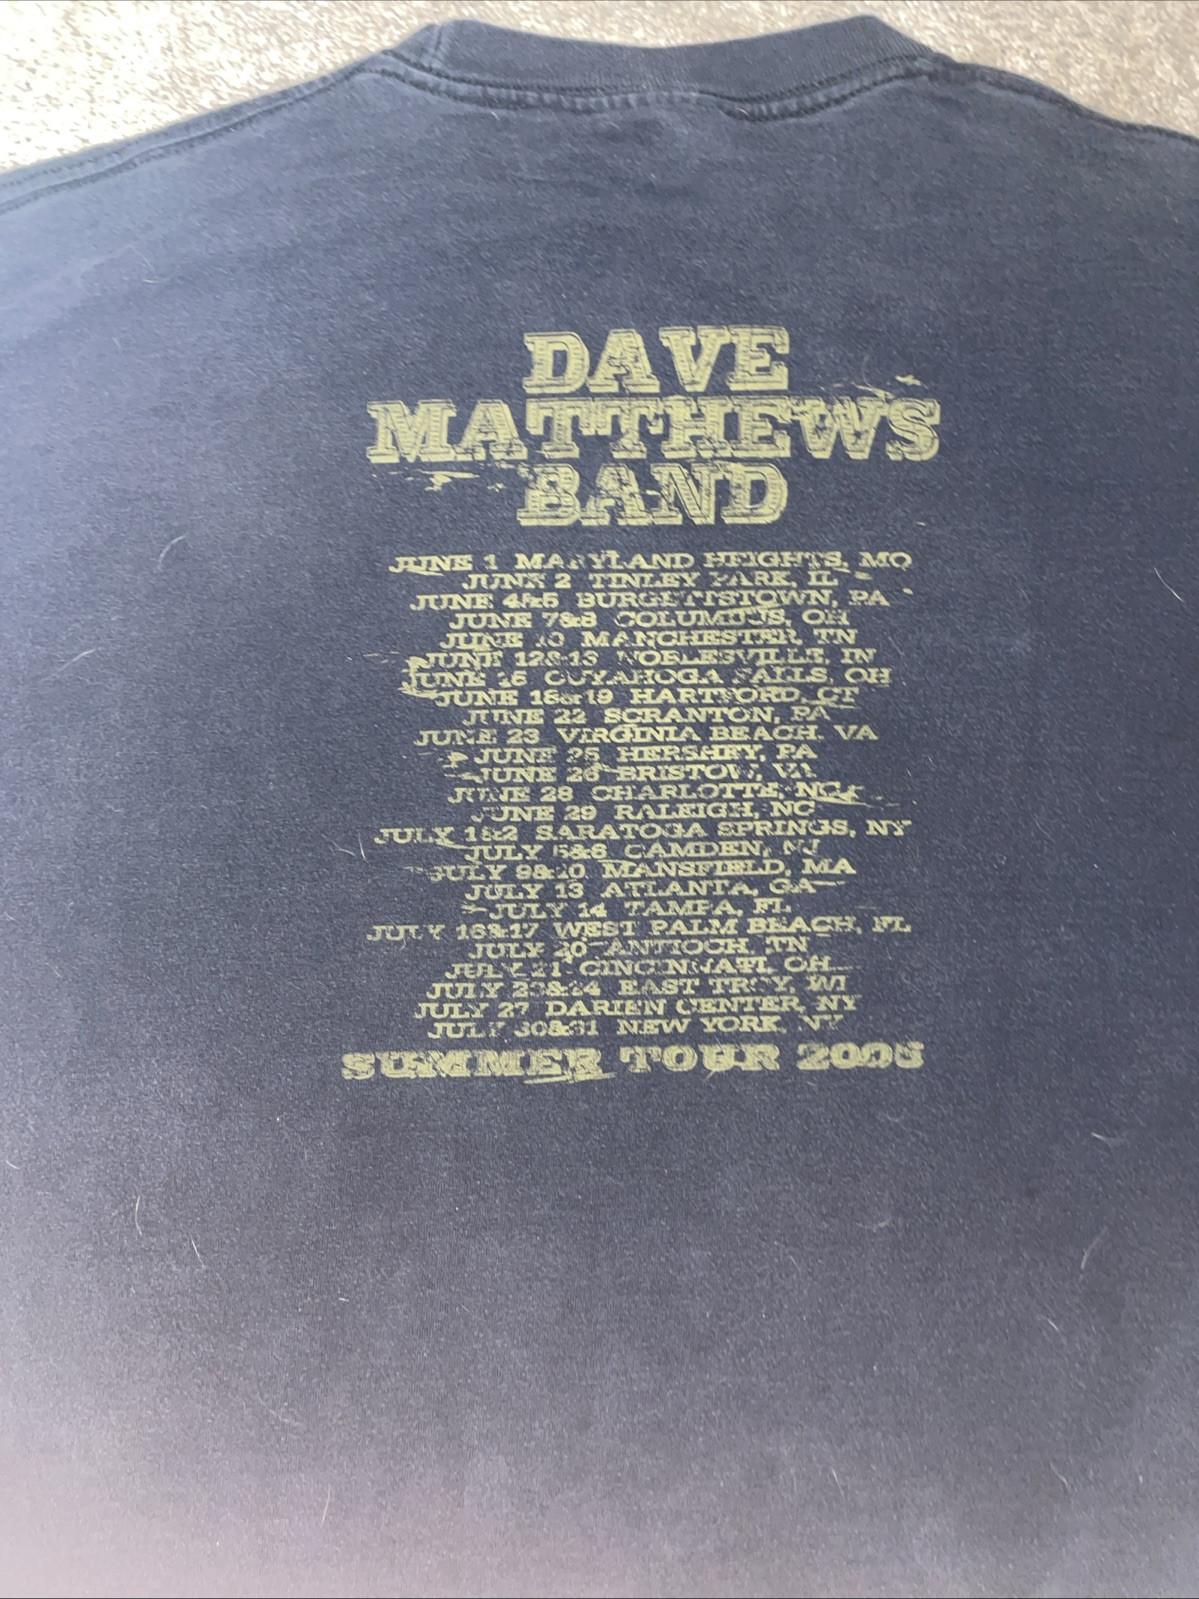 DAVE
MATTHEWS
BAND
JUNE 1 MARYLAND HEIGHTS, MO
JUNE 2 TINLEY PARK, IL
JUNE 4&5 BURGETTSTOWN, PA
JUNE 7&8 COLUMBUS, OH
JUNE 10 MANCHESTER, TN
JUNE 12&13 NOBLESVILLE, IN
JUNE 15 CUYAHOGA FALLS, OH
JUNE 18&19 HARTFORD, CT
JUNE 22 SCRANTON, PA
JUNE 23 VIRGINIA BEACH, VA
JUNE 25 HERSHEY, PA
JUNE 26 BRISTOW, VA
JUNE 28 CHARLOTTE, NC
JUNE 29 RALEIGH, NC
JULY 1&2 SARATOGA SPRINGS, NY
JULY 5&6 CAMDEN, NJ
JULY 9&10 MANSFIELD, MA
JULY 13 ATLANTA, GA
JULY 14 TAMPA, FL
JULY 16&17 WEST PALM BEACH, FL
JULY 20 ANTIOCH, TN
JULY 21 CINCINNATI, OH
JULY 23&24 EAST TROY, WI
JULY 27 DARIEN CENTER, NY
JULY 30&31 NEW YORK, NY
SUMMER TOUR